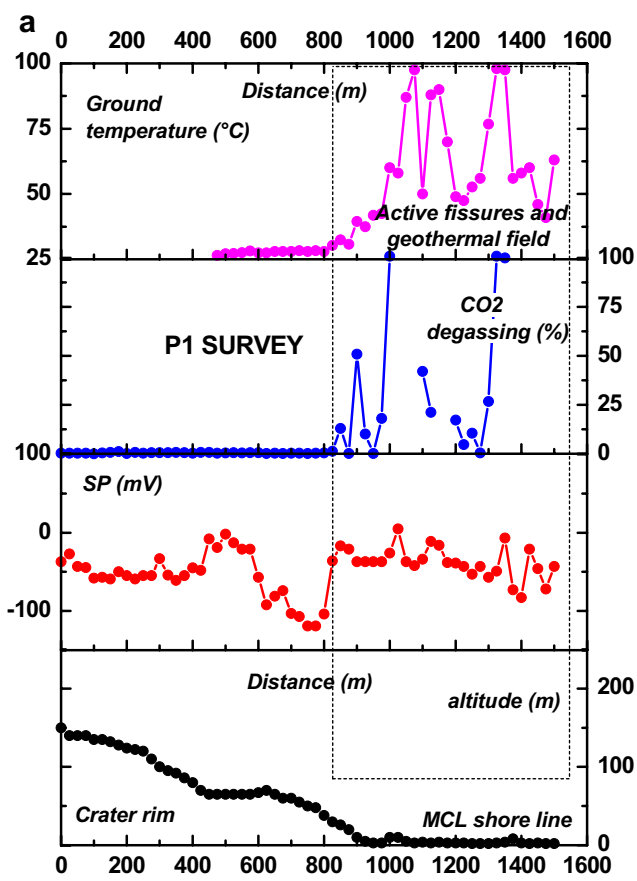 a
0 200 400 600 800 1000 1200 1400 1600
100
75
50
25
Ground
temperature (°C)
Distance (m)
Active fissures and
geothermal field
100
75
50
25
0
P1 SURVEY
CO2
degassing (%)
100
0
-100
SP (mV)
Distance (m)
altitude (m)
200
100
0
Crater rim
MCL shore line
0 200 400 600 800 1000 1200 1400 1600